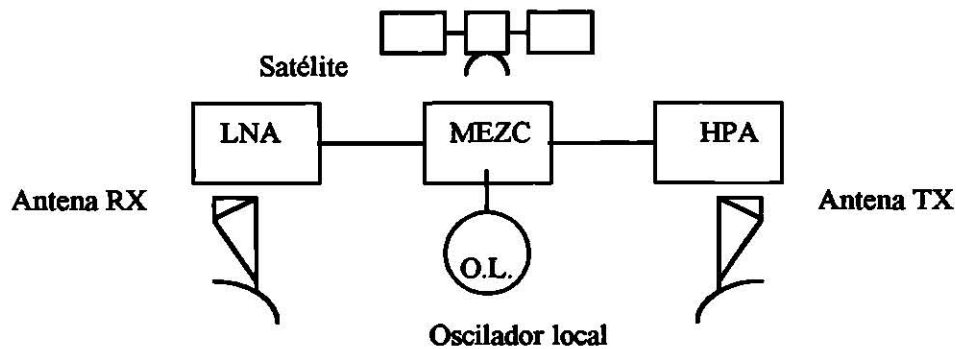 Satélite
LNA
MEZC
HPA
Antena RX
Antena TX
O.L.
Oscilador local